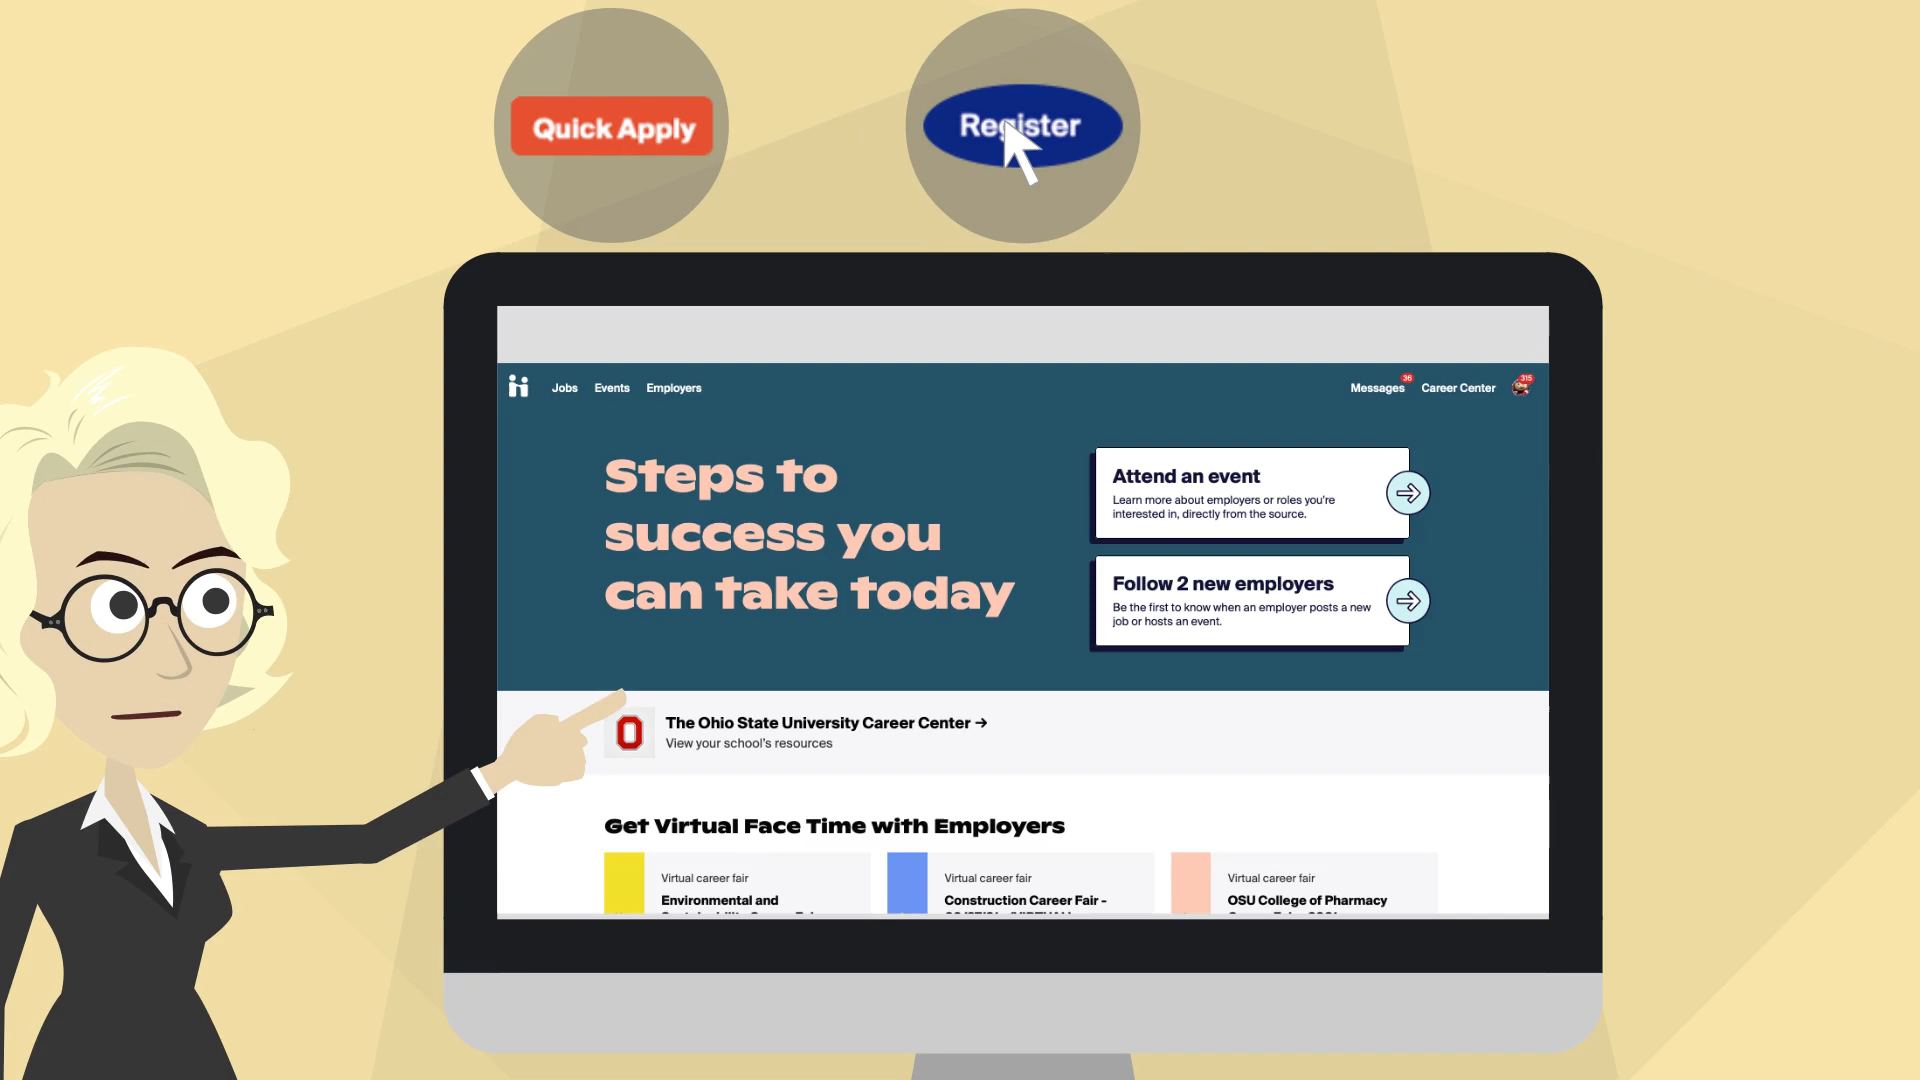 Quick Apply
Register
Jobs Events Employers
Messages 36 Career Center 315
Steps to
success you
can take today
Attend an event
Learn more about employers or roles you're
interested in, directly from the source.
Follow 2 new employers
Be the first to know when an employer posts a new
job or hosts an event.
The Ohio State University Career Center →
View your school's resources
Get Virtual Face Time with Employers
Virtual career fair
Environmental and
Virtual career fair
Construction Career Fair -
Virtual career fair
OSU College of Pharmacy